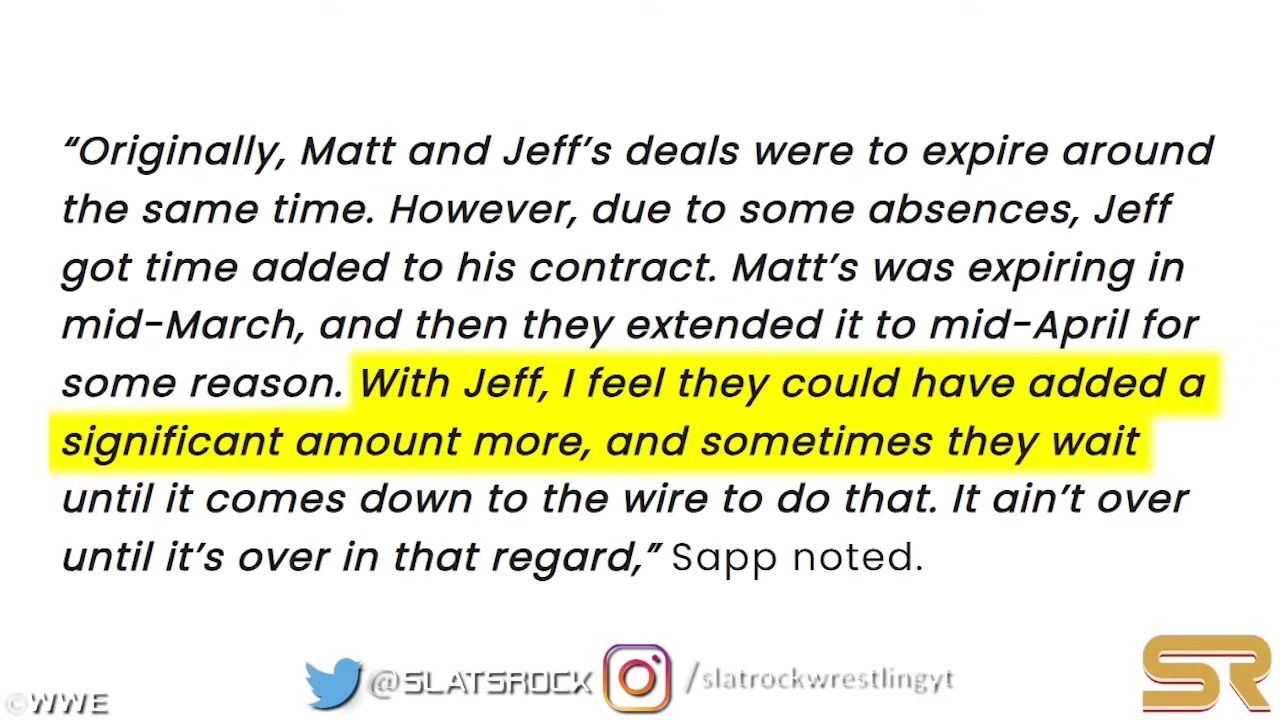 “Originally, Matt and Jeff’s deals were to expire around
the same time. However, due to some absences, Jeff
got time added to his contract. Matt’s was expiring in
mid-March, and then they extended it to mid-April for
some reason. With Jeff, I feel they could have added a
significant amount more, and sometimes they wait
until it comes down to the wire to do that. It ain’t over
until it’s over in that regard,” Sapp noted.
@SLATSROCK /slatrockwrestlingyt
SR
©WWE